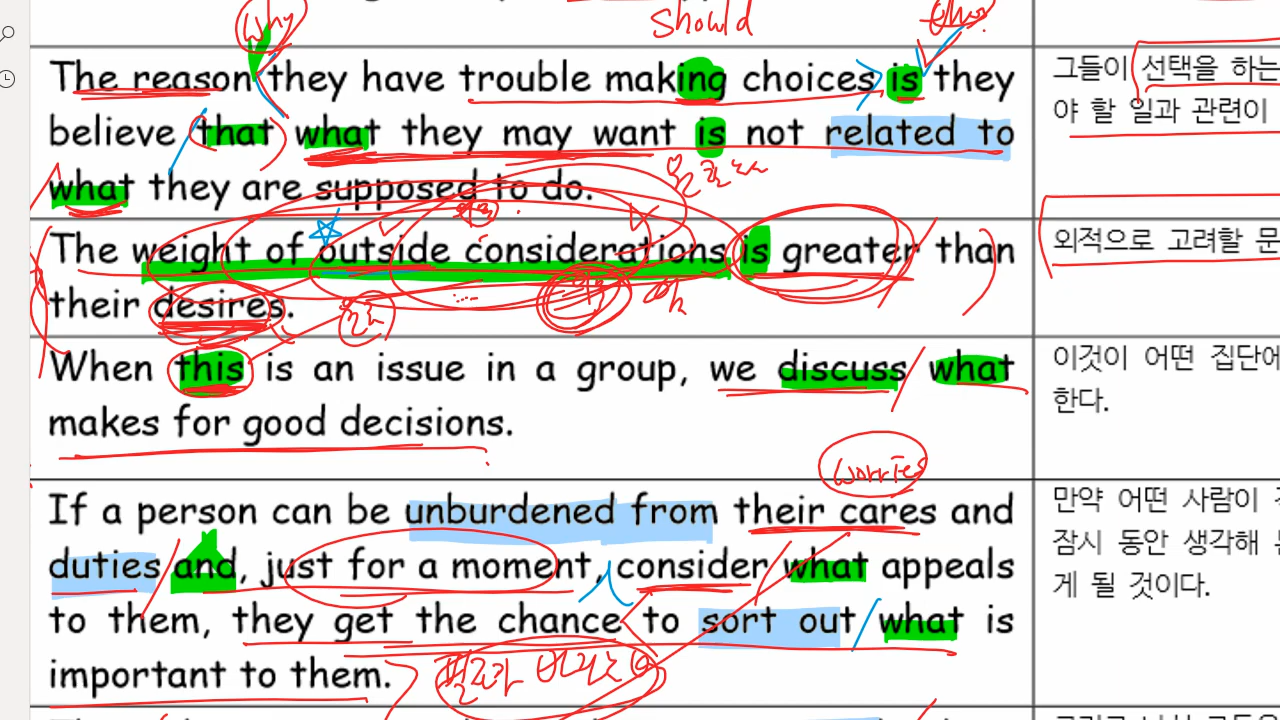 why
should
The reason they have trouble making choices is they
believe that what they may want is not related to
what they are supposed to do.
The weight of outside considerations is greater than
their desires.
When this is an issue in a group, we discuss what
makes for good decisions.
worries
If a person can be unburdened from their cares and
duties and, just for a moment, consider what appeals
to them, they get the chance to sort out what is
important to them.
그들이 선택을 하는
야 할 일과 관련이
외적으로 고려할 문
이것이 어떤 집단에
한다.
만약 어떤 사람이
잠시 동안 생각해
게 될 것이다.